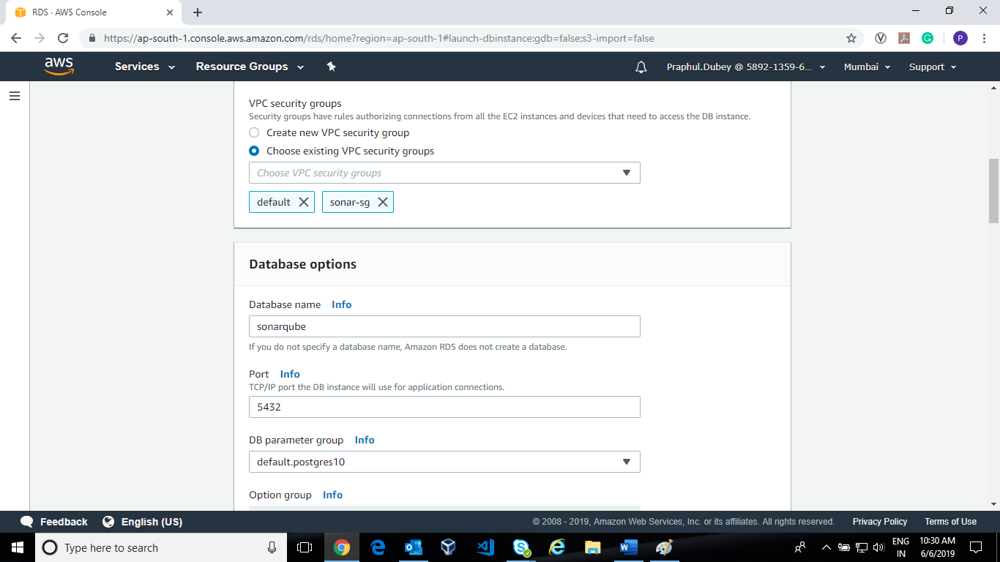 RDS · AWS Console
https://ap-south-1.console.aws.amazon.com/rds/home?region=ap-south-1#launch-dbinstance:gdb=false;s3-import=false
P
aws
Services
Resource Groups
Praphul.Dubey @ 5892-1359-6...
Mumbai
Support
VPC security groups
Security groups have rules authorizing connections from all the EC2 instances and devices that need to access the DB instance.
Create new VPC security group
Choose existing VPC security groups
Choose VPC security groups
default
sonar-sg
Database options
Database name Info
sonarqube
If you do not specify a database name, Amazon RDS does not create a database.
Port Info
TCP/IP port the DB instance will use for application connections.
5432
DB parameter group Info
default.postgres10
Option group Info
Feedback
English (US)
© 2008 - 2019, Amazon Web Services, Inc. or its affiliates. All rights reserved.
Privacy Policy
Terms of Use
Type here to search
ENG
IN
10:30 AM
6/6/2019